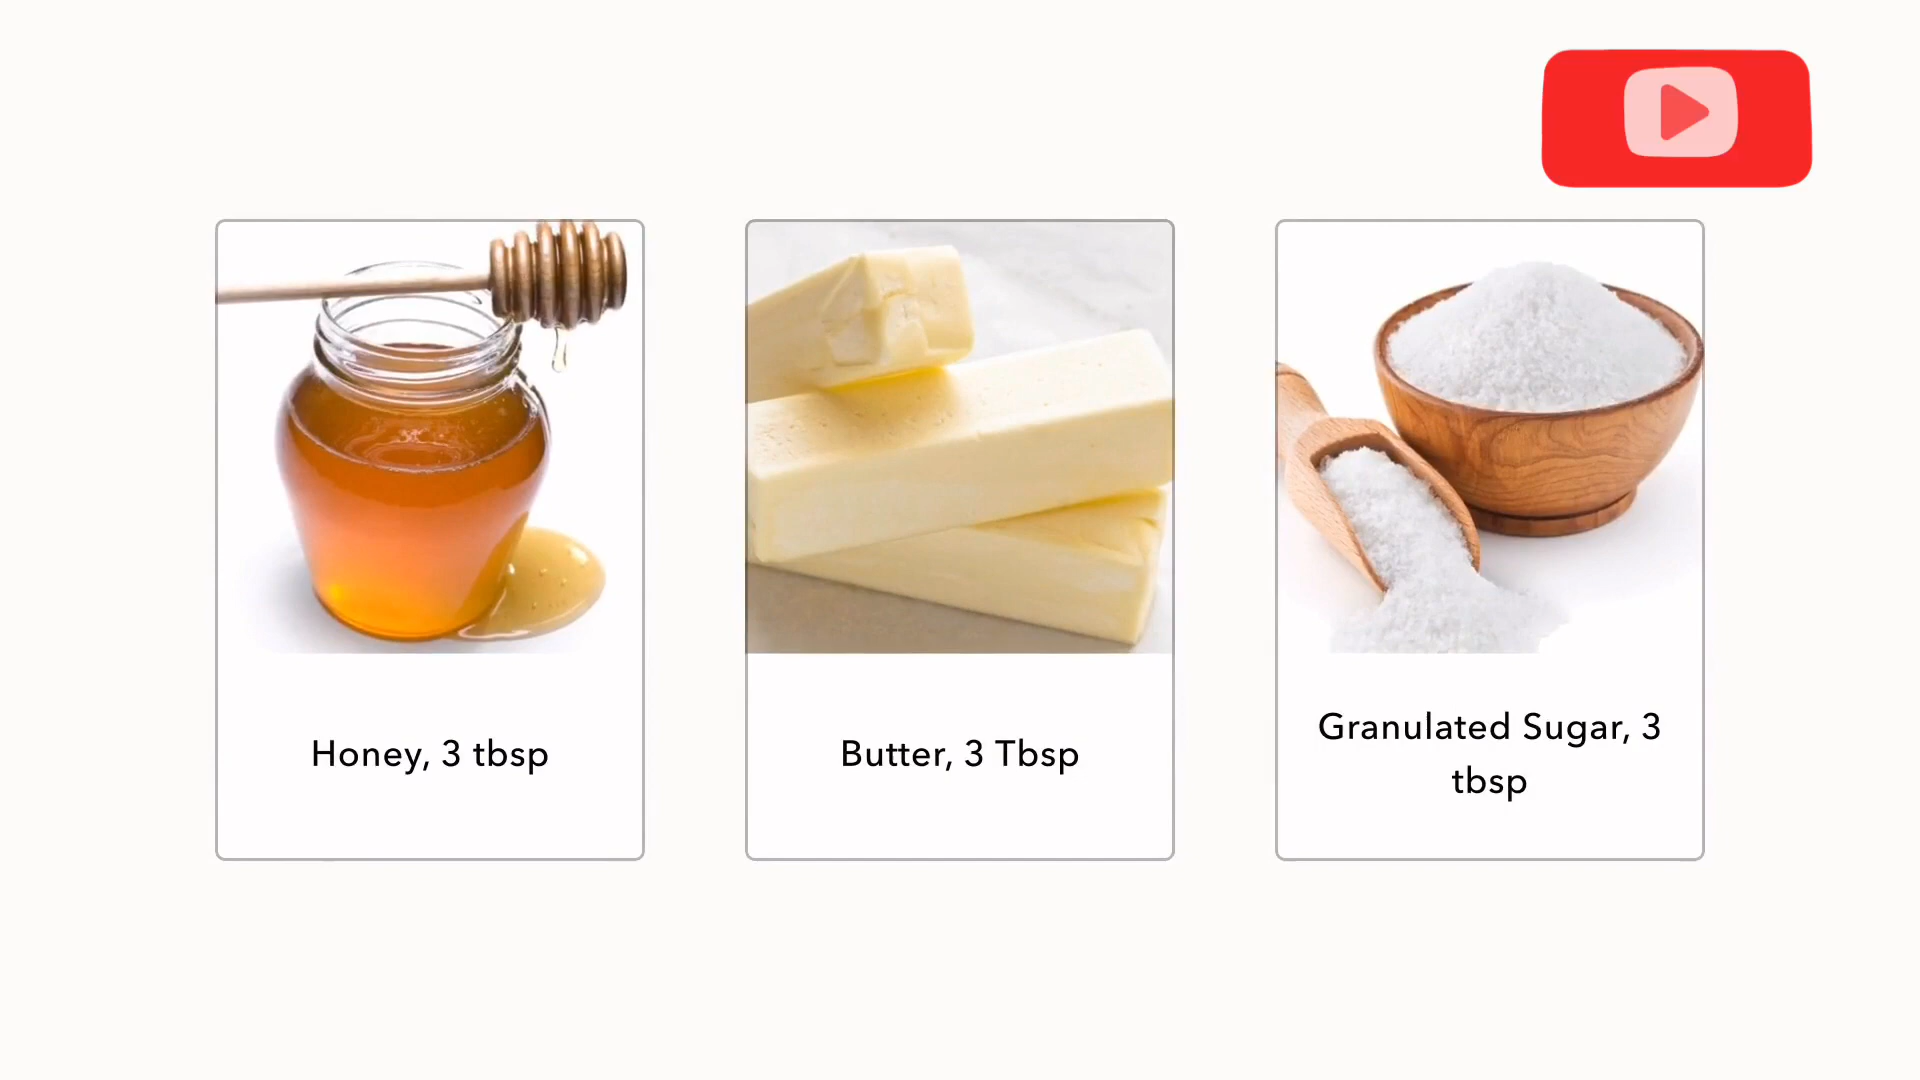 Honey, 3 tbsp
Butter, 3 Tbsp
Granulated Sugar, 3
tbsp